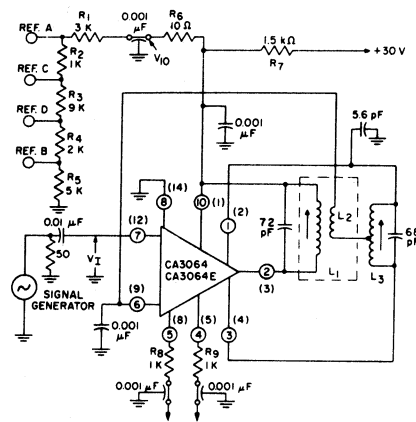 REF. A
R1
3 K
0.001
μF
V10
R6
10Ω
1.5 kΩ
R7
+30 V
R2
1K
REF. C
R3
9 K
REF. D
R4
2 K
REF. B
R5
5 K
0.001
μF
5.6 pF
(14)
8
10
(1)
(2)
1
72
pF
L2
L1
L3
68
pF
0.01 μF
(12)
7
50
VI
CA3064
CA3064E
2
(3)
SIGNAL
GENERATOR
(9)
6
0.001
μF
5
(8)
4
(5)
3
(4)
R8
1 K
R9
1K
0.001 μF
0.001 μF